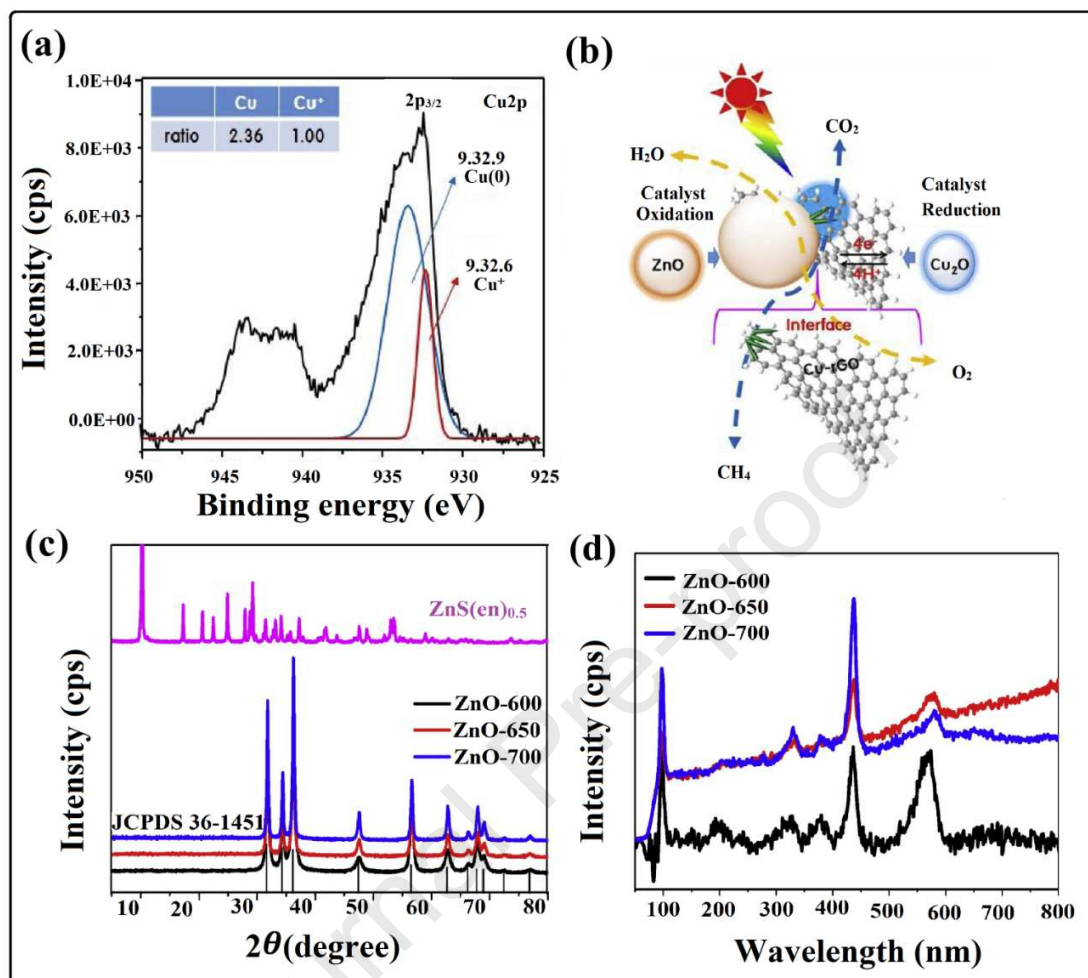 (a)
1.0E+04
8.0E+03
6.0E+03
4.0E+03
2.0E+03
0.0E+00
Intensity (cps)
Cu Cu⁺
ratio 2.36 1.00
2p3/2 Cu2p
9.32.9
Cu(0)
9.32.6
Cu⁺
950 945 940 935 930 925
Binding energy (eV)
(b)
CO2
H2O
Catalyst
Oxidation
Catalyst
Reduction
ZnO
4e⁻
4H⁺
Cu2O
Interface
Cu-rGO
O2
CH4
(c)
Intensity (cps)
ZnS(en)0.5
ZnO-600
ZnO-650
ZnO-700
JCPDS 36-1451
10 20 30 40 50 60 70 80
2θ(degree)
(d)
Intensity (cps)
ZnO-600
ZnO-650
ZnO-700
100 200 300 400 500 600 700 800
Wavelength (nm)
Pre-proof